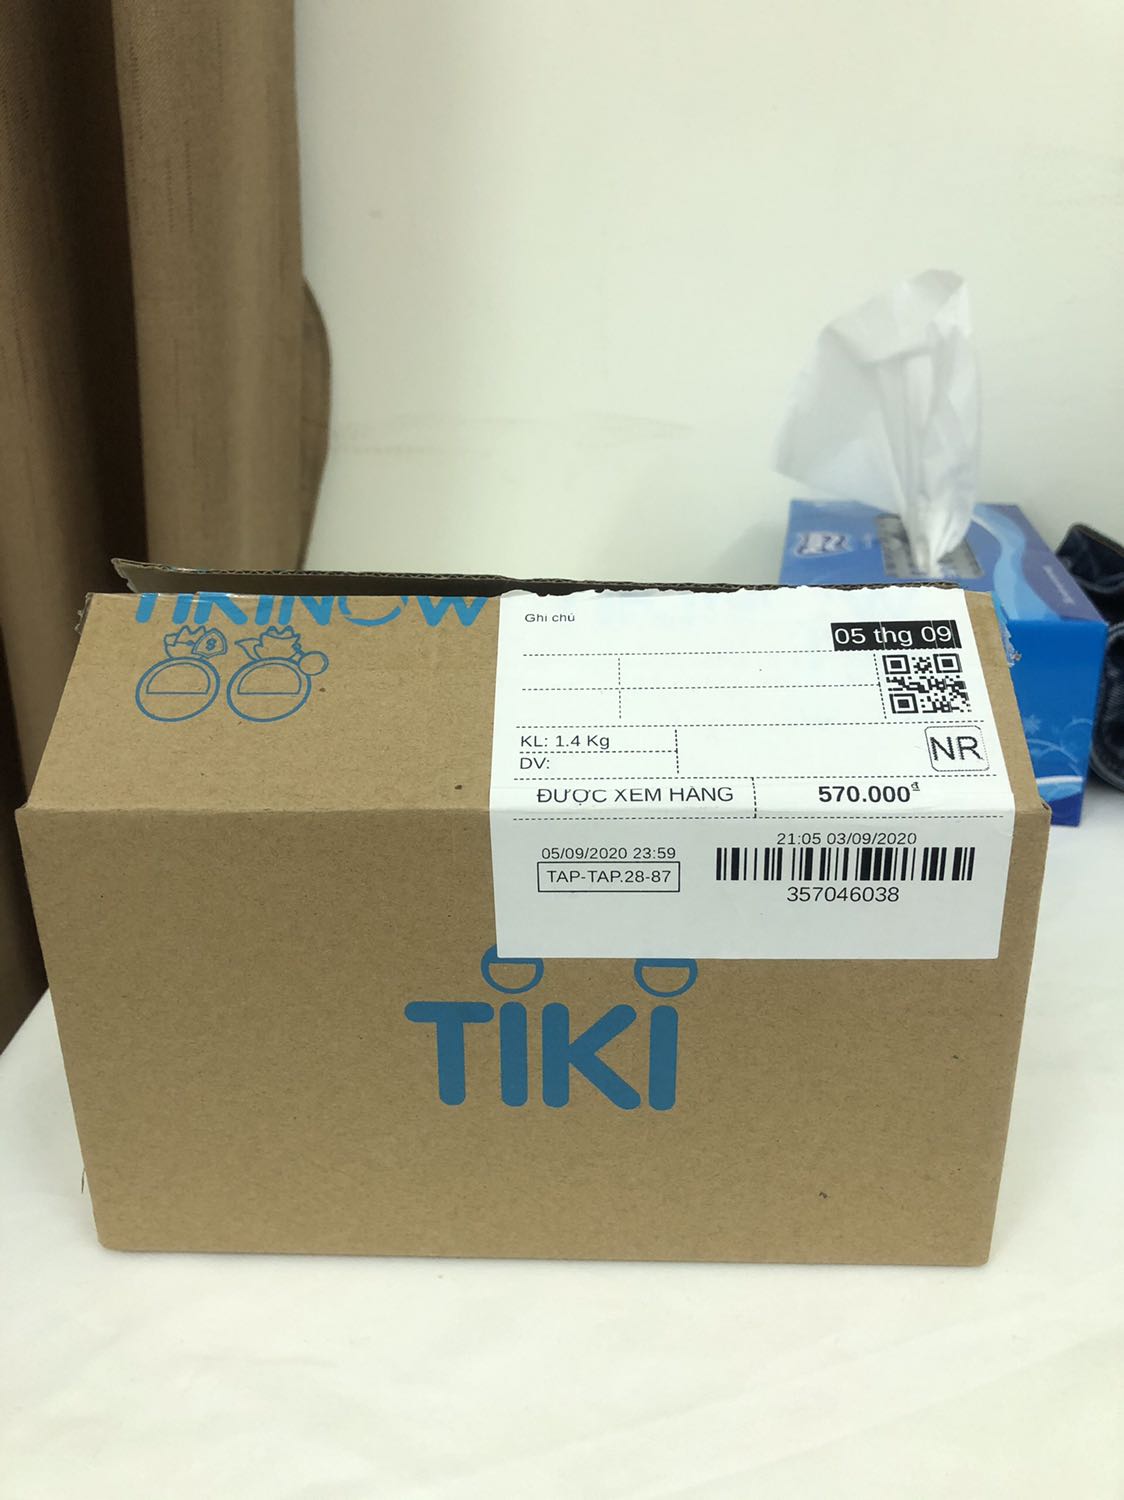 TIKINOW
Ghi chú
05 thg 09
KL: 1.4 Kg
DV:
NR
ĐƯỢC XEM HÀNG
570.000đ
05/09/2020 23:59
TAP-TAP.28-87
21:05 03/09/2020
357046038
TIKI